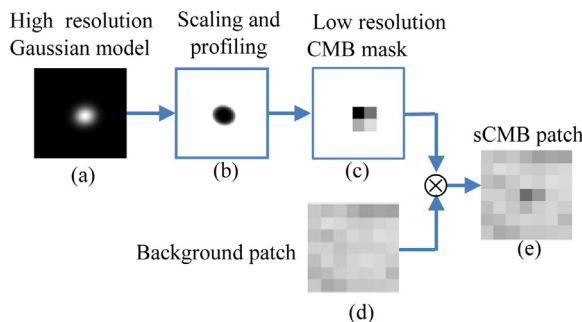 High resolution
Gaussian model
Scaling and
profiling
Low resolution
CMB mask
(a)
(b)
(c)
sCMB patch
Background patch
(d)
(e)